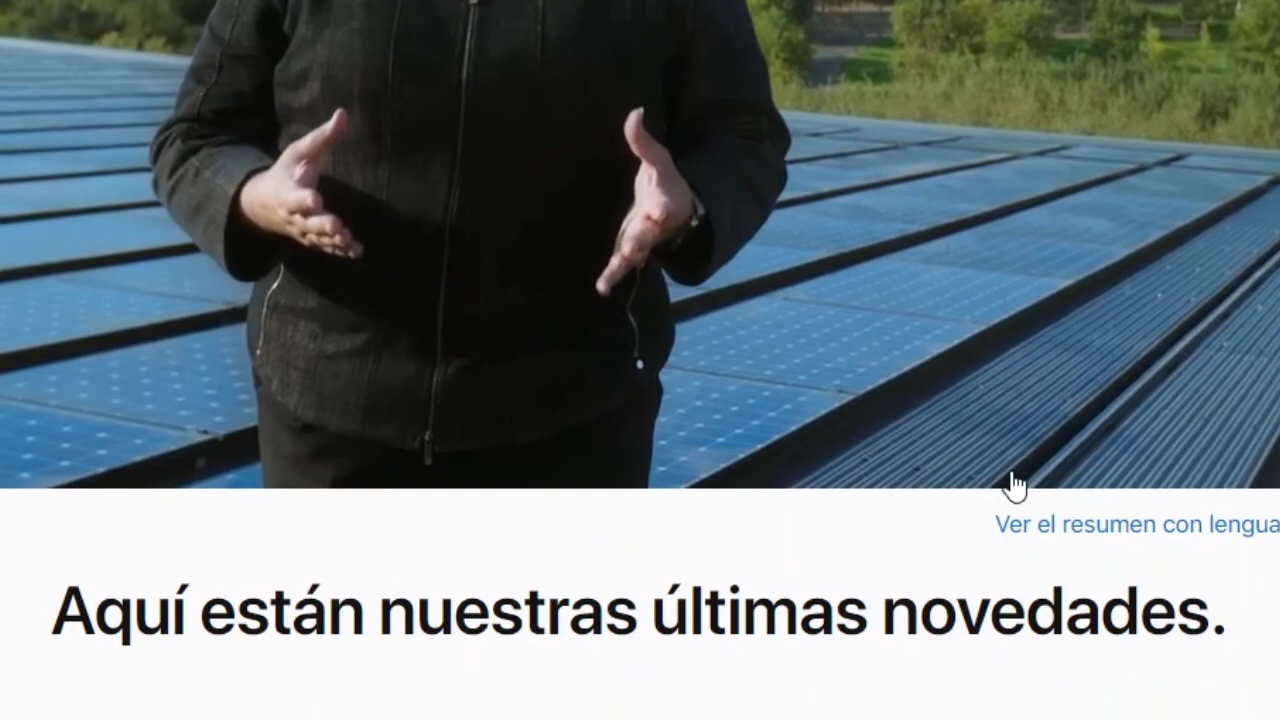 Ver el resumen con lengua
Aquí están nuestras últimas novedades.